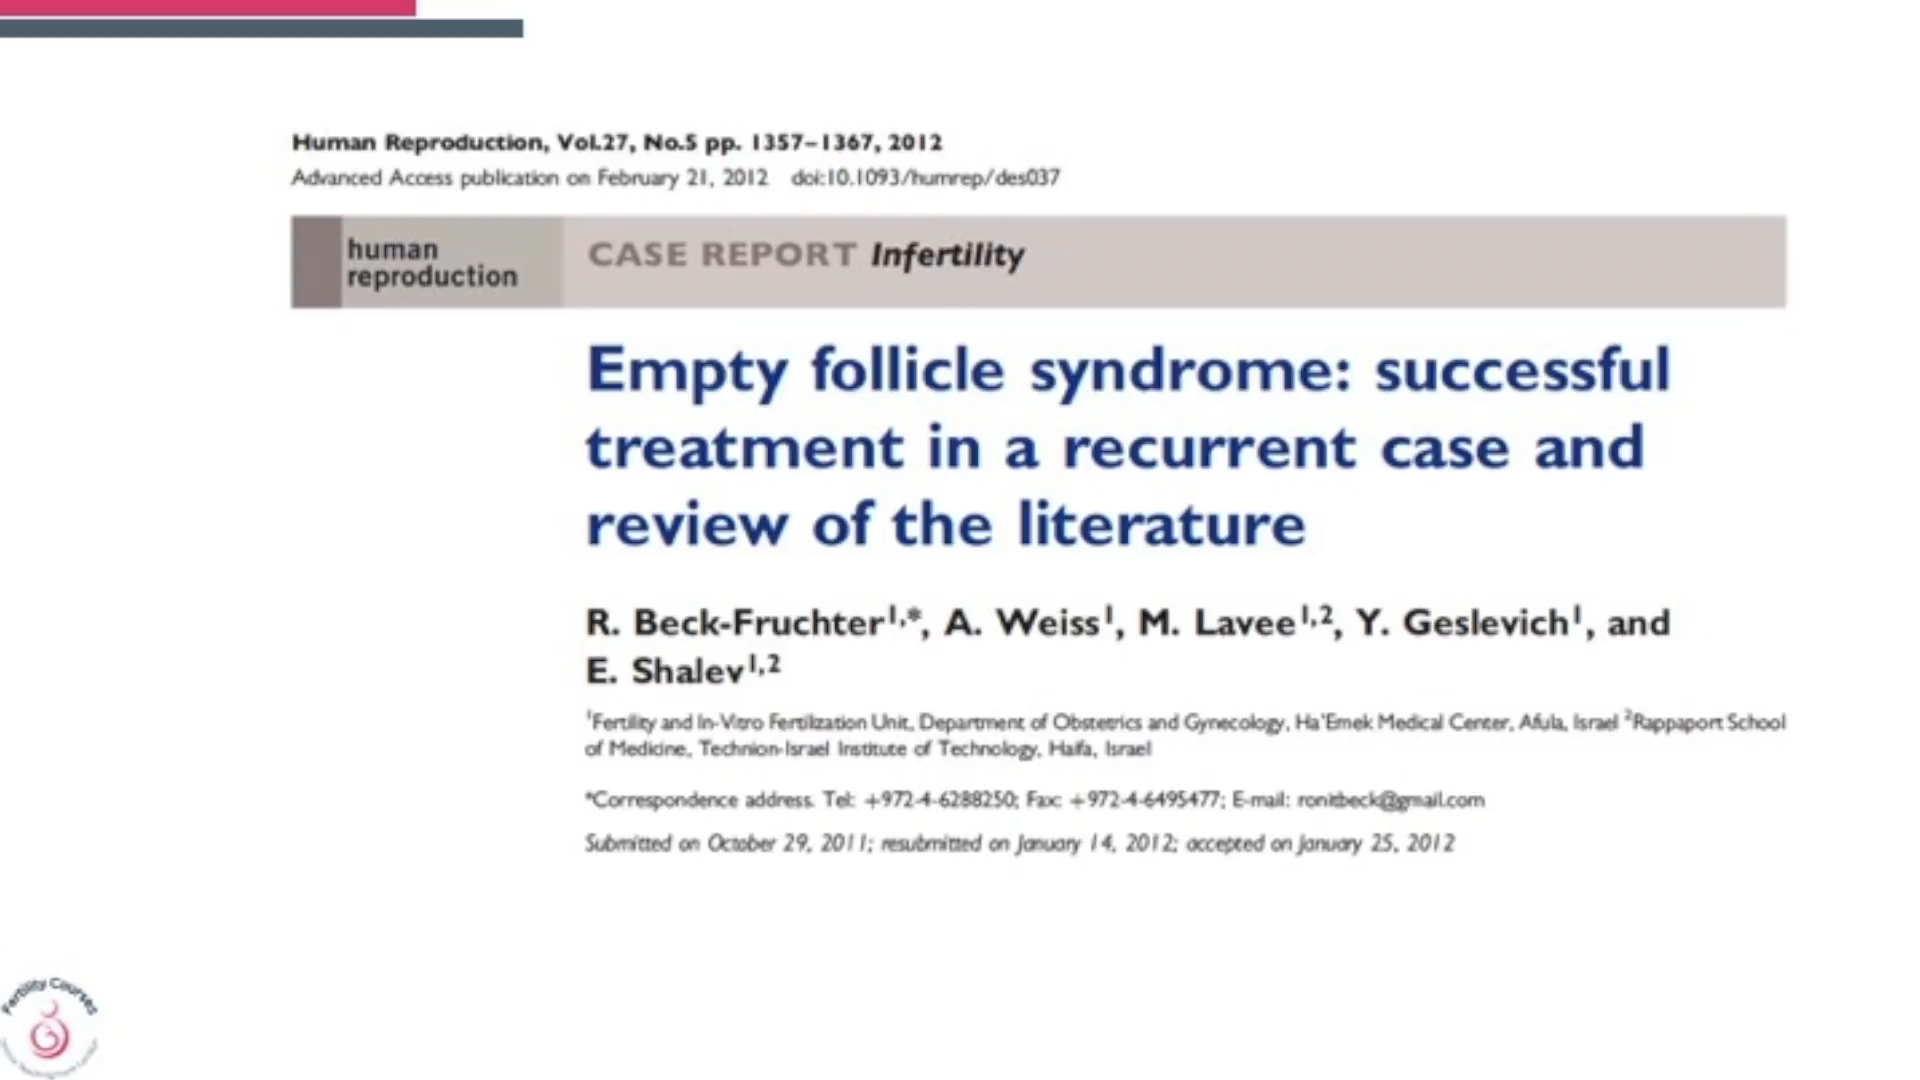 Human Reproduction, Vol.27, No.5 pp. 1357–1367, 2012
Advanced Access publication on February 21, 2012 doi:10.1093/humrep/des037
human
reproduction
CASE REPORT Infertility
Empty follicle syndrome: successful
treatment in a recurrent case and
review of the literature
R. Beck-Fruchter1,*, A. Weiss1, M. Lavee1,2, Y. Geslevich1, and
E. Shalev1,2
1Fertility and In-Vitro Fertilization Unit, Department of Obstetrics and Gynecology, Ha'Emek Medical Center, Afula, Israel 2Rappaport School
of Medicine, Technion-Israel Institute of Technology, Haifa, Israel
*Correspondence address. Tel: +972-4-6288250; Fax: +972-4-6495477; E-mail: ronitbeck@gmail.com
Submitted on October 29, 2011; resubmitted on January 14, 2012; accepted on January 25, 2012
Fertility Courses